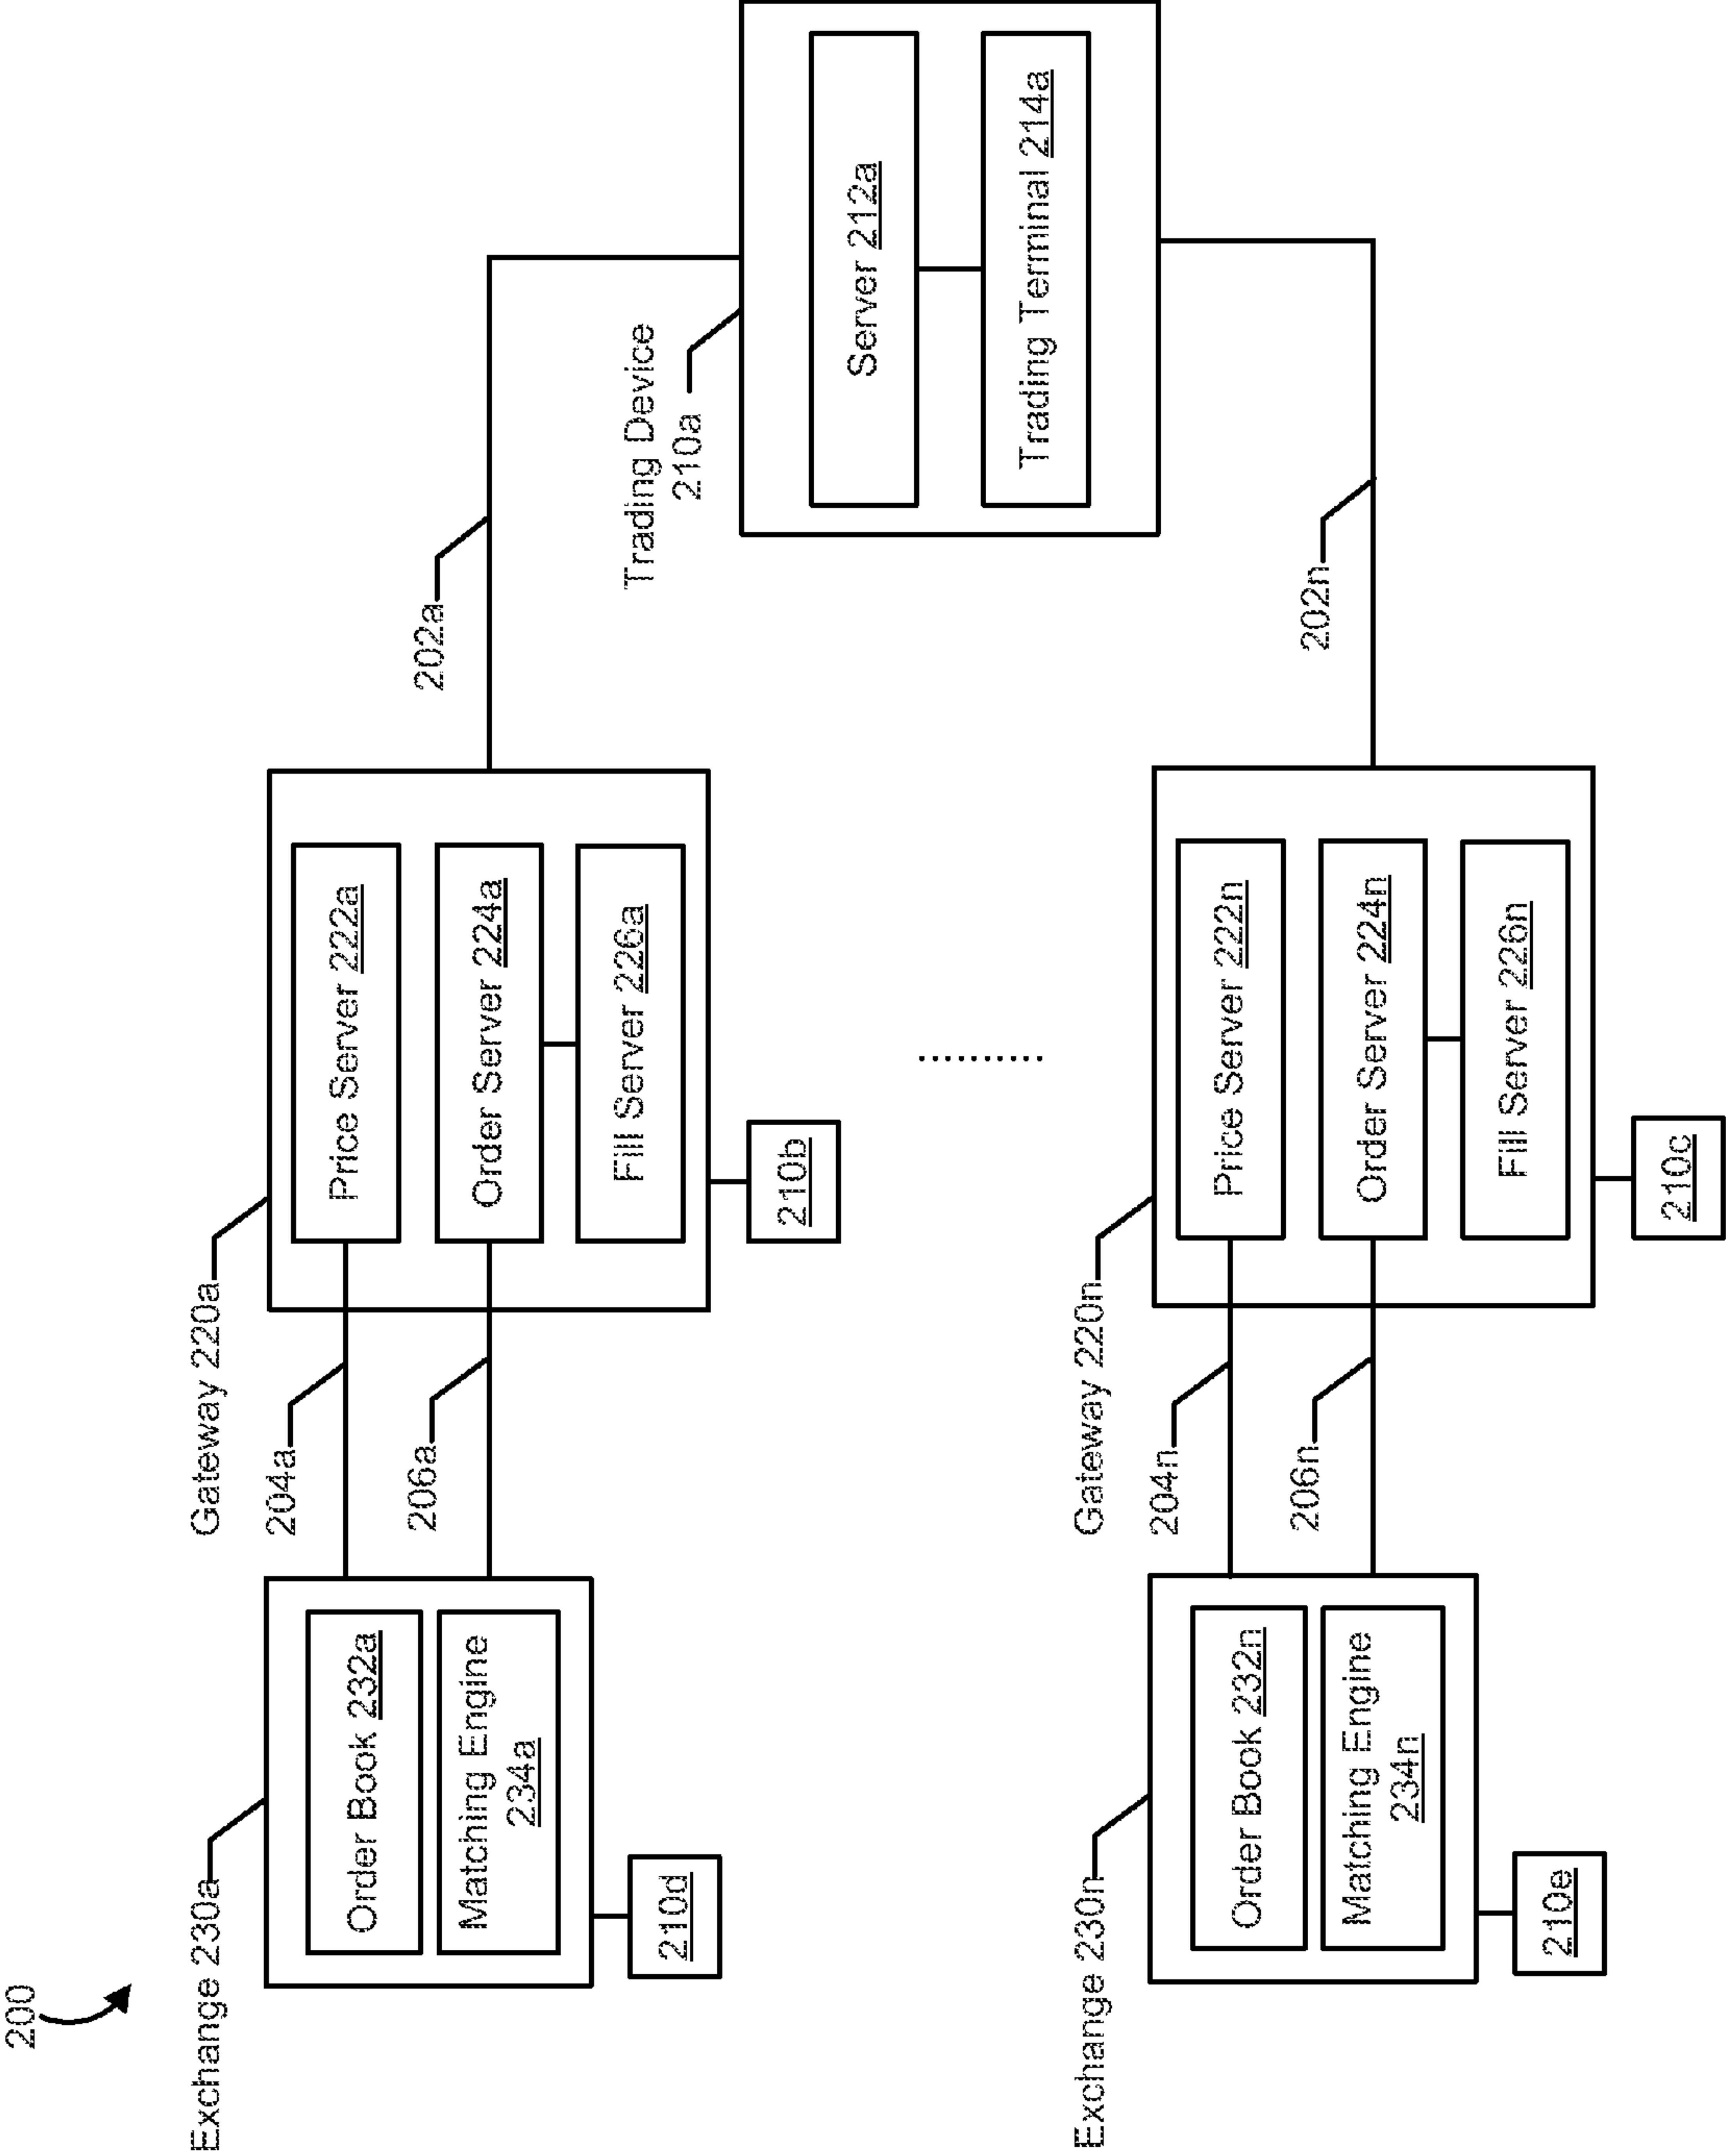 200
Exchange 230a
Order Book 232a
Matching Engine
234a
210d
204a
206a
Gateway 220a
Price Server 222a
Order Server 224a
Fill Server 226a
210b
202a
Trading Device
210a
Server 212a
Trading Terminal 214a
Exchange 230n
Order Book 232n
Matching Engine
234n
210e
204n
206n
Gateway 220n
Price Server 222n
Order Server 224n
Fill Server 226n
210c
202n
..........